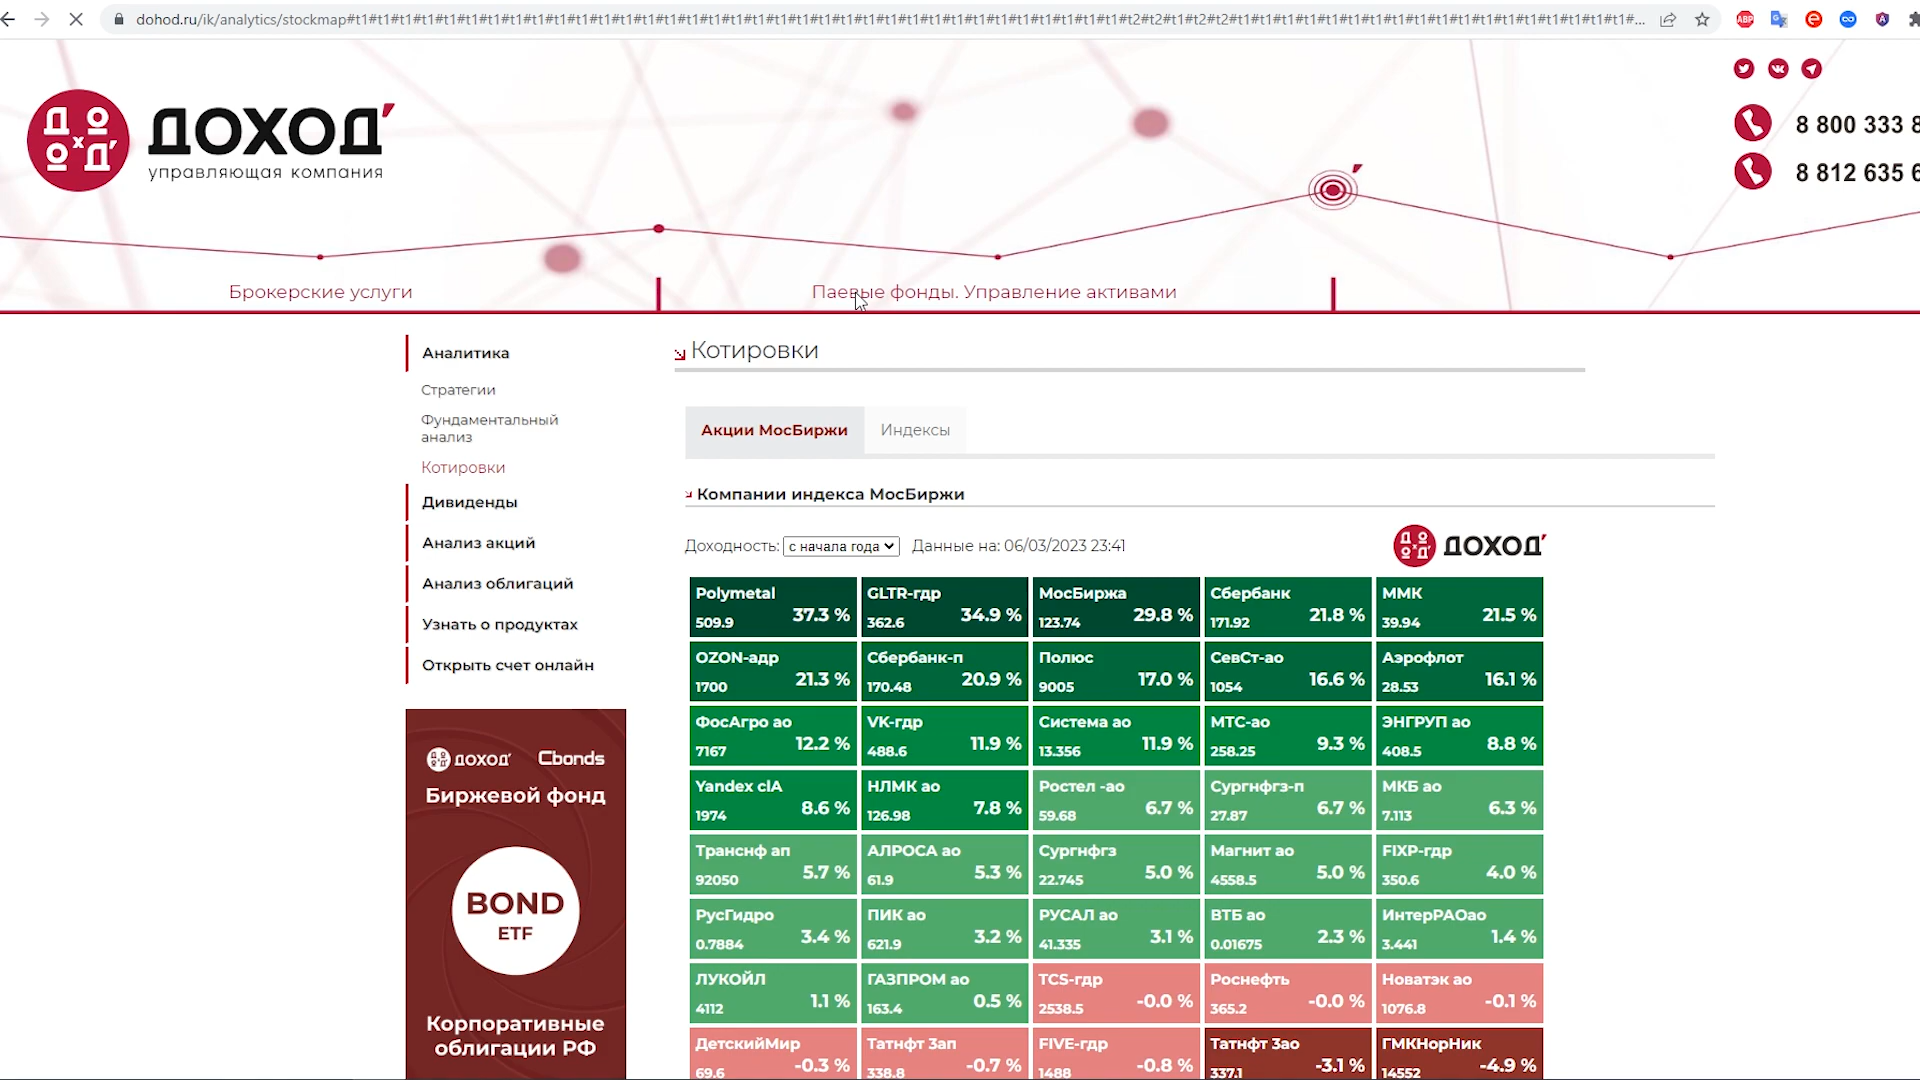 dohod.ru/ik/analytics/stockmap#t1#t1#t1#t1#t1#t1#t1#t1#t1#t1#t1#t1#t1#t1#t1#t1#t1#t1#t1#t1#t1#t1#t1#t1#t1#t1#t2#t2#t1#t2#t2#t1#t1#t1#t1#t1#t1#t1#t1#t1#t1#t1#t1#t1#t1#t1#t1#t1#t1#...
ДОХОДЪ
управляющая компания
8 800 333 8
8 812 635 6
Брокерские услуги
Паевые фонды. Управление активами
Аналитика
Стратегии
Фундаментальный
анализ
Котировки
Дивиденды
Анализ акций
Анализ облигаций
Узнать о продуктах
Открыть счет онлайн
ДОХОДЪ Cbonds
Биржевой фонд
BOND
ETF
Корпоративные
облигации РФ
Котировки
Акции МосБиржи Индексы
Компании индекса МосБиржи
Доходность: с начала года Данные на: 06/03/2023 23:41
ДОХОДЪ
Polymetal 509.9 37.3 %
GLTR-гдр 362.6 34.9 %
МосБиржа 123.74 29.8 %
Сбербанк 171.92 21.8 %
ММК 39.94 21.5 %
OZON-адр 1700 21.3 %
Сбербанк-п 170.48 20.9 %
Полюс 9005 17.0 %
СевСт-ао 1054 16.6 %
Аэрофлот 28.53 16.1 %
ФосАгро ао 7167 12.2 %
VK-гдр 488.6 11.9 %
Система ао 13.356 11.9 %
МТС-ао 258.25 9.3 %
ЭНГРУП ао 408.5 8.8 %
Yandex clA 1974 8.6 %
НЛМК ао 126.98 7.8 %
Ростел -ао 59.68 6.7 %
Сургнфгз-п 27.87 6.7 %
МКБ ао 7.113 6.3 %
Транснф ап 92050 5.7 %
АЛРОСА ао 61.9 5.3 %
Сургнфгз 22.745 5.0 %
Магнит ао 4558.5 5.0 %
FIXP-гдр 350.6 4.0 %
РусГидро 0.7884 3.4 %
ПИК ао 621.9 3.2 %
РУСАЛ ао 41.335 3.1 %
ВТБ ао 0.01675 2.3 %
ИнтерРАОао 3.441 1.4 %
ЛУКОЙЛ 4112 1.1 %
ГАЗПРОМ ао 163.4 0.5 %
TCS-гдр 2538.5 -0.0 %
Роснефть 365.2 -0.0 %
Новатэк ао 1076.8 -0.1 %
ДетскийМир 69.6 -0.3 %
Татнфт 3ап 338.8 -0.7 %
FIVE-гдр 1488 -0.8 %
Татнфт 3ао 337.1 -3.1 %
ГМКНорНик 14552 -4.9 %